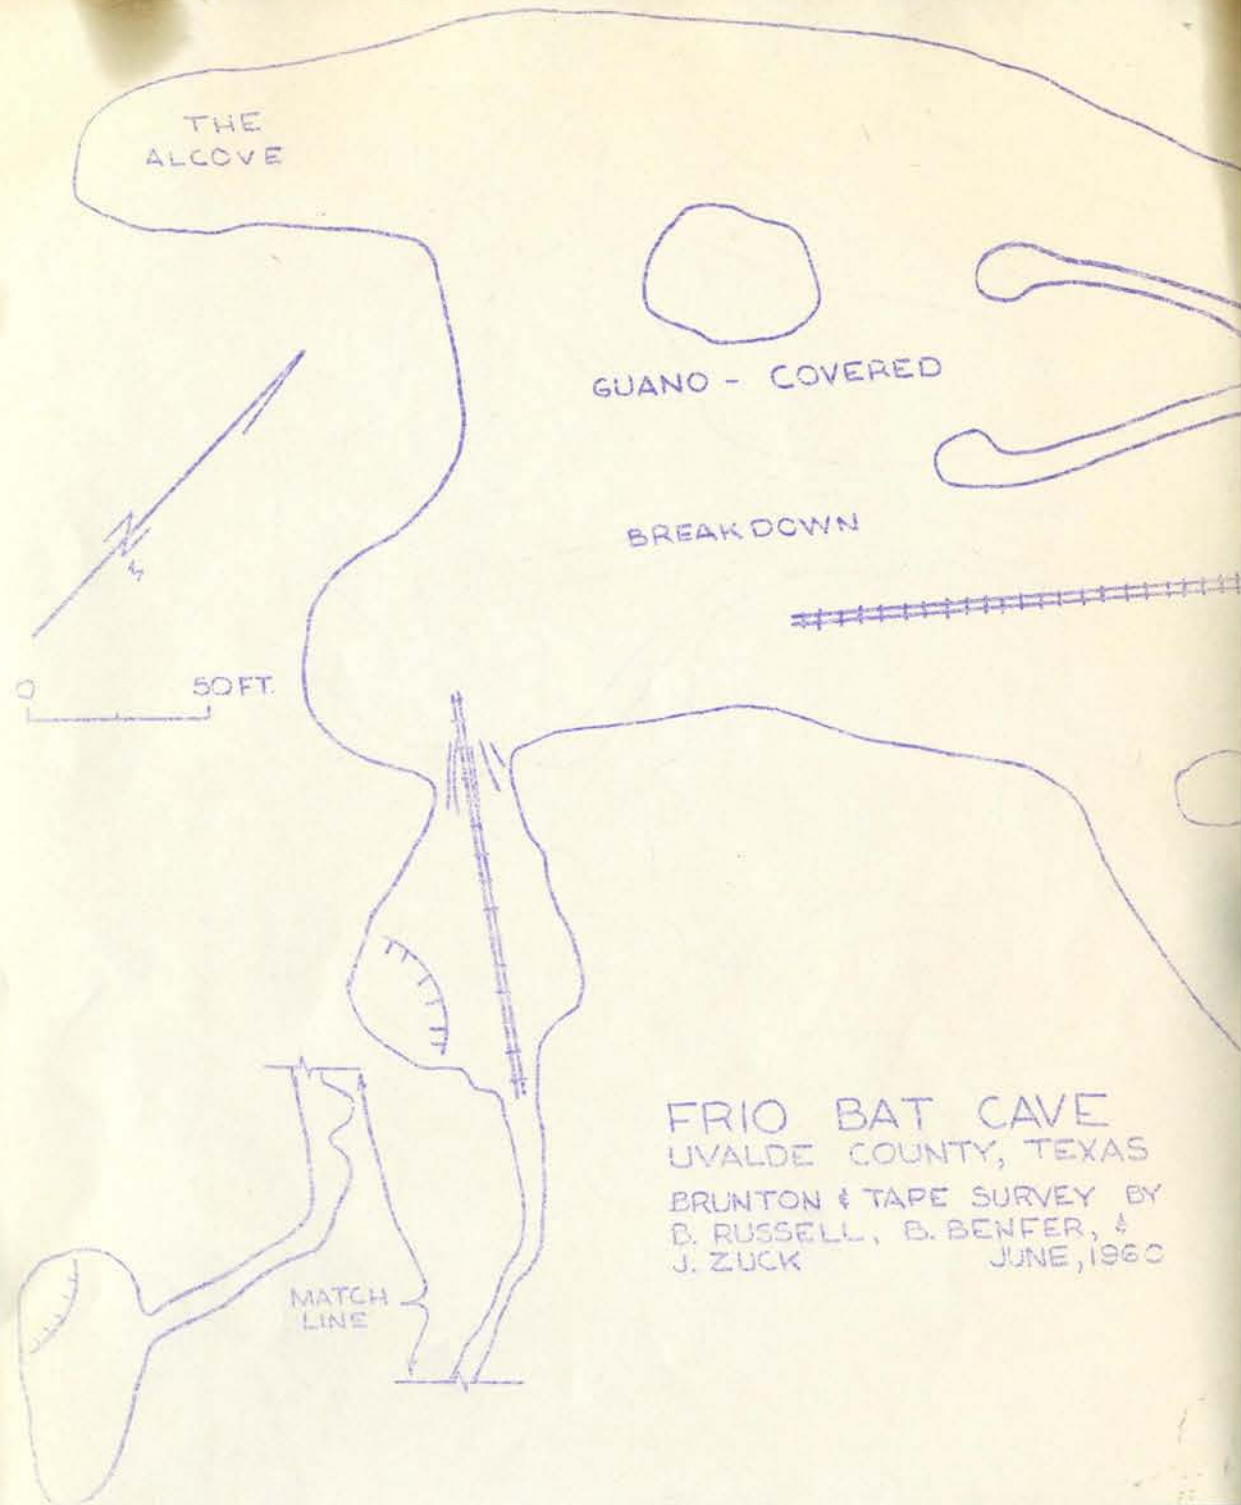 THE
ALCOVE
GUANO - COVERED
BREAKDOWN
N
M
0 50 FT.
MATCH
LINE
FRIO BAT CAVE
UVALDE COUNTY, TEXAS
BRUNTON & TAPE SURVEY BY
B. RUSSELL, B. BENFER, &
J. ZUCK JUNE, 1960